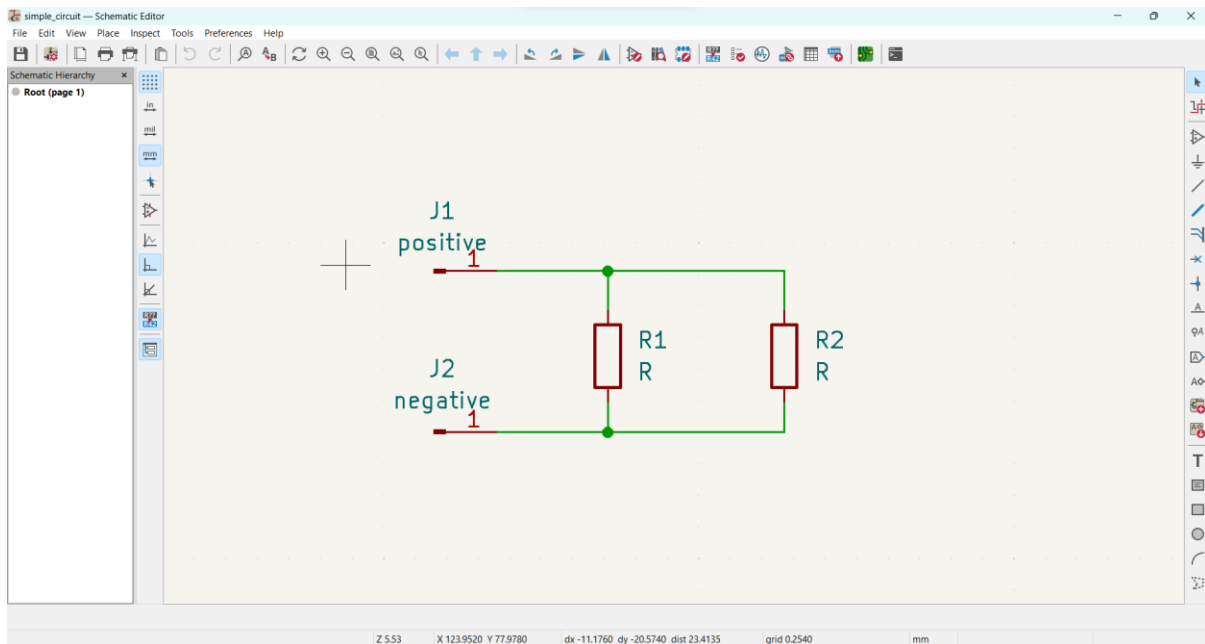 simple_circuit — Schematic Editor
File Edit View Place Inspect Tools Preferences Help
Schematic Hierarchy
Root (page 1)
in
mil
mm
J1
positive
1
R1
R
R2
R
J2
negative
1
Z 5.53 X 123.9520 Y 77.9780 dx -11.1760 dy -20.5740 dist 23.4135 grid 0.2540 mm